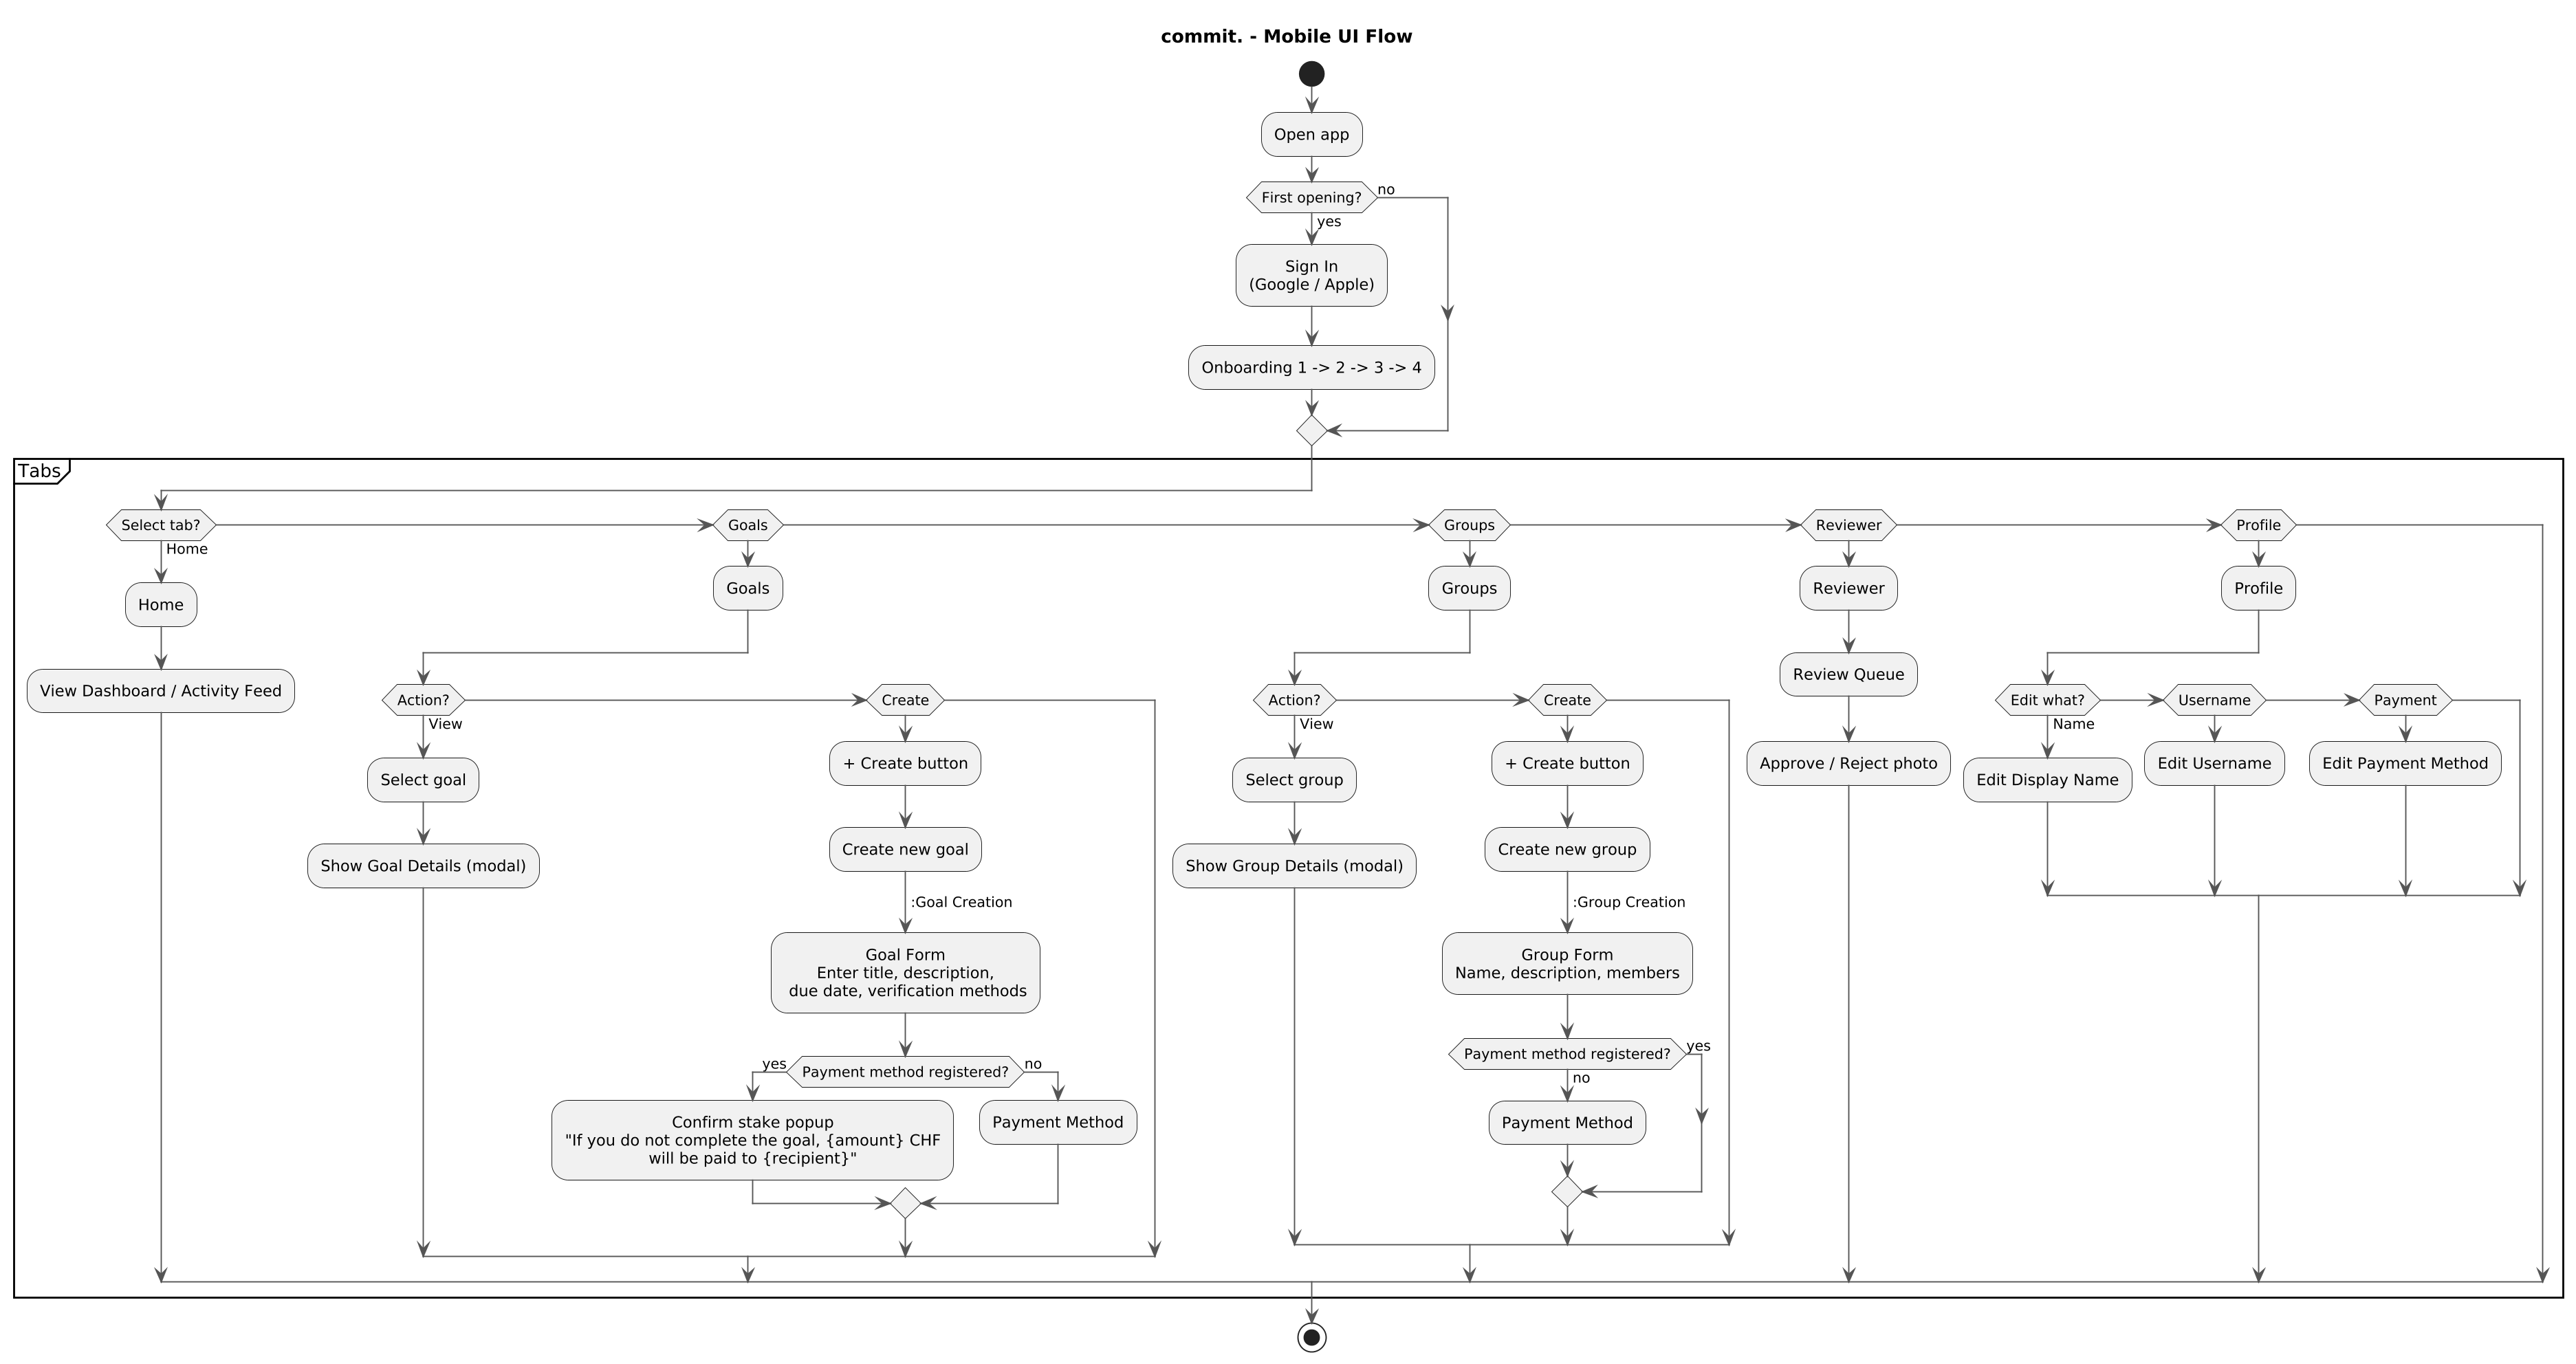 commit. - Mobile UI Flow
Open app
First opening?
no
yes
Sign In
(Google / Apple)
Onboarding 1 -> 2 -> 3 -> 4
Tabs
Select tab?
Home
Home
View Dashboard / Activity Feed
Goals
Goals
Action?
View
Select goal
Show Goal Details (modal)
Create
+ Create button
Create new goal
:Goal Creation
Goal Form
Enter title, description,
due date, verification methods
Payment method registered?
yes
no
Confirm stake popup
"If you do not complete the goal, {amount} CHF
will be paid to {recipient}"
Payment Method
Groups
Groups
Action?
View
Select group
Show Group Details (modal)
Create
+ Create button
Create new group
:Group Creation
Group Form
Name, description, members
Payment method registered?
yes
no
Payment Method
Reviewer
Reviewer
Review Queue
Approve / Reject photo
Profile
Profile
Edit what?
Name
Edit Display Name
Username
Edit Username
Payment
Edit Payment Method